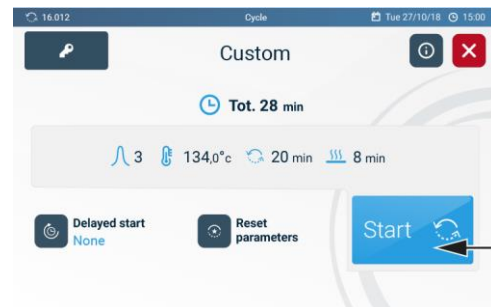 16.012 Cycle Tue 27/10/18 15:00
Custom
Tot. 28 min
3 134,0°c 20 min 8 min
Delayed start
None
Reset
parameters
Start